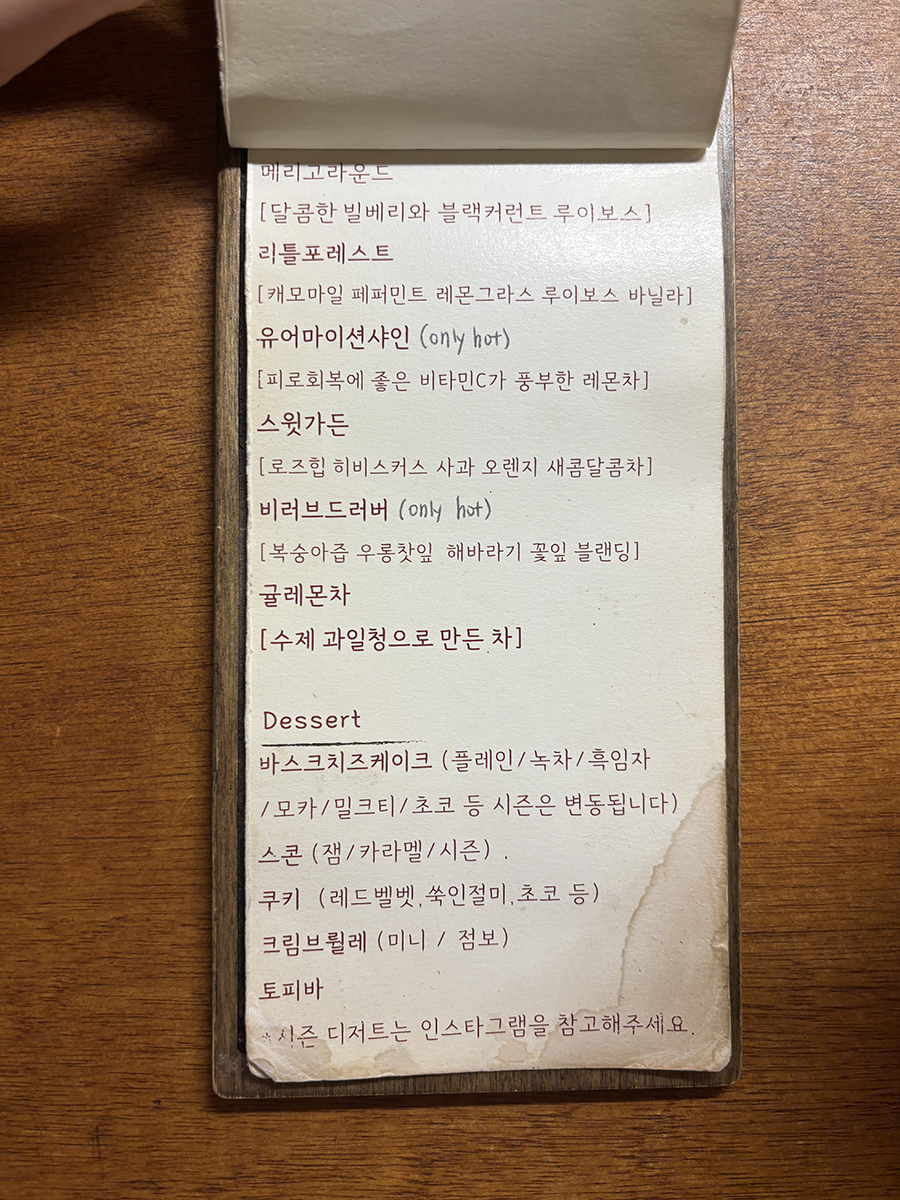 메리고라운드
[달콤한 빌베리와 블랙커런트 루이보스]
리틀포레스트
[캐모마일 페퍼민트 레몬그라스 루이보스 바닐라]
유어마이션샤인 (only hot)
[피로회복에 좋은 비타민C가 풍부한 레몬차]
스윗가든
[로즈힙 히비스커스 사과 오렌지 새콤달콤차]
비러브드러버 (only hot)
[복숭아즙 우롱찻잎 해바라기 꽃잎 블랜딩]
귤레몬차
[수제 과일청으로 만든 차]
Dessert
바스크치즈케이크 (플레인/녹차/흑임자
/모카/밀크티/초코 등 시즌은 변동됩니다)
스콘 (잼/카라멜/시즌) .
쿠키 (레드벨벳,쑥인절미,초코 등)
크림브륄레 (미니 / 점보)
토피바
*시즌 디저트는 인스타그램을 참고해주세요.